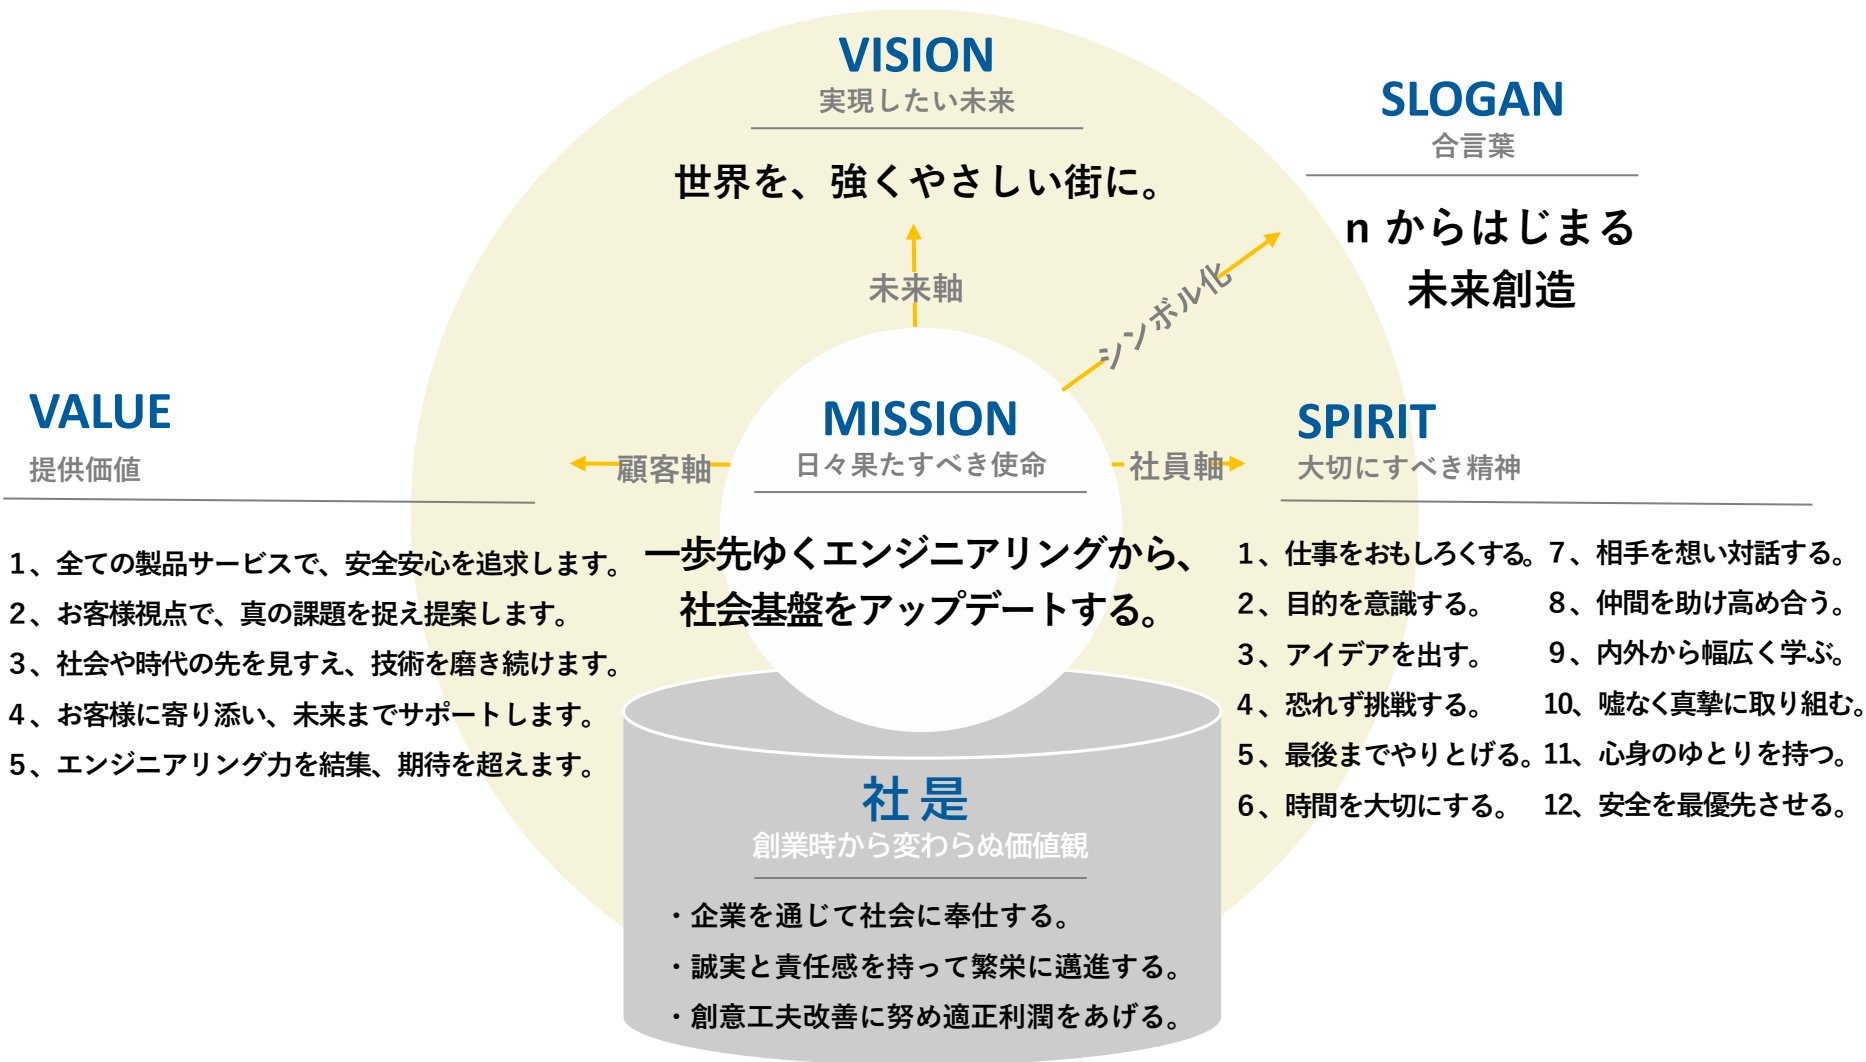 VISION
実現したい未来
世界を、強くやさしい街に。
SLOGAN
合言葉
n からはじまる
未来創造
未来軸
シンボル化
VALUE
提供価値
顧客軸
MISSION
日々果たすべき使命
社員軸
SPIRIT
大切にすべき精神
一歩先ゆくエンジニアリングから、
社会基盤をアップデートする。
1、全ての製品サービスで、安全安心を追求します。
2、お客様視点で、真の課題を捉え提案します。
3、社会や時代の先を見すえ、技術を磨き続けます。
4、お客様に寄り添い、未来までサポートします。
5、エンジニアリング力を結集、期待を超えます。
1、仕事をおもしろくする。
2、目的を意識する。
3、アイデアを出す。
4、恐れず挑戦する。
5、最後までやりとげる。
6、時間を大切にする。
7、相手を想い対話する。
8、仲間を助け高め合う。
9、内外から幅広く学ぶ。
10、嘘なく真摯に取り組む。
11、心身のゆとりを持つ。
12、安全を最優先させる。
社是
創業時から変わらぬ価値観
・企業を通じて社会に奉仕する。
・誠実と責任感を持って繁栄に邁進する。
・創意工夫改善に努め適正利潤をあげる。